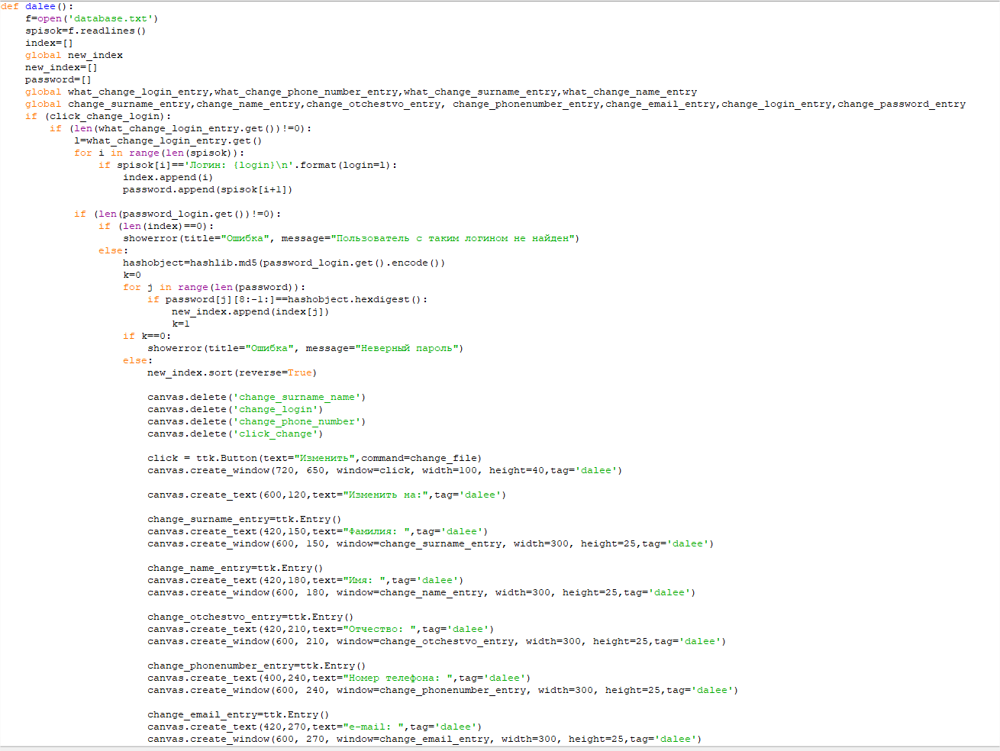 def dalee():
    f=open('database.txt')
    spisok=f.readlines()
    index=[]
    global new_index
    new_index=[]
    password=[]
    global what_change_login_entry,what_change_phone_number_entry,what_change_surname_entry,what_change_name_entry
    global change_surname_entry,change_name_entry,change_otchestvo_entry, change_phonenumber_entry,change_email_entry,change_login_entry,change_password_entry
    if (click_change_login):
        if (len(what_change_login_entry.get())!=0):
            l=what_change_login_entry.get()
            for i in range(len(spisok)):
                if spisok[i]=='Логин: {login}\n'.format(login=l):
                    index.append(i)
                    password.append(spisok[i+1])

            if (len(password_login.get())!=0):
                if (len(index)==0):
                    showerror(title="Ошибка", message="Пользователь с таким логином не найден")
                else:
                    hashobject=hashlib.md5(password_login.get().encode())
                    k=0
                    for j in range(len(password)):
                        if password[j][8:-1:]==hashobject.hexdigest():
                            new_index.append(index[j])
                            k=1
                    if k==0:
                        showerror(title="Ошибка", message="Неверный пароль")
                    else:
                        new_index.sort(reverse=True)

                        canvas.delete('change_surname_name')
                        canvas.delete('change_login')
                        canvas.delete('change_phone_number')
                        canvas.delete('click_change')

                        click = ttk.Button(text="Изменить",command=change_file)
                        canvas.create_window(720, 650, window=click, width=100, height=40,tag='dalee')

                        canvas.create_text(600,120,text="Изменить на:",tag='dalee')

                        change_surname_entry=ttk.Entry()
                        canvas.create_text(420,150,text="Фамилия: ",tag='dalee')
                        canvas.create_window(600, 150, window=change_surname_entry, width=300, height=25,tag='dalee')

                        change_name_entry=ttk.Entry()
                        canvas.create_text(420,180,text="Имя: ",tag='dalee')
                        canvas.create_window(600, 180, window=change_name_entry, width=300, height=25,tag='dalee')

                        change_otchestvo_entry=ttk.Entry()
                        canvas.create_text(420,210,text="Отчество: ",tag='dalee')
                        canvas.create_window(600, 210, window=change_otchestvo_entry, width=300, height=25,tag='dalee')

                        change_phonenumber_entry=ttk.Entry()
                        canvas.create_text(400,240,text="Номер телефона: ",tag='dalee')
                        canvas.create_window(600, 240, window=change_phonenumber_entry, width=300, height=25,tag='dalee')

                        change_email_entry=ttk.Entry()
                        canvas.create_text(420,270,text="e-mail: ",tag='dalee')
                        canvas.create_window(600, 270, window=change_email_entry, width=300, height=25,tag='dalee')